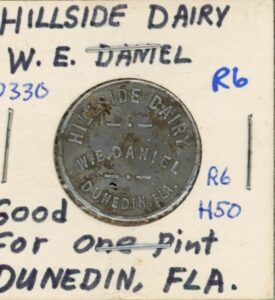 HILLSIDE DAIRY
W. E. DANIEL
D330
R6
HILLSIDE DAIRY
W.E. DANIEL
DUNEDIN, FLA.
R6
H50
Good
For One Pint
DUNEDIN, FLA.